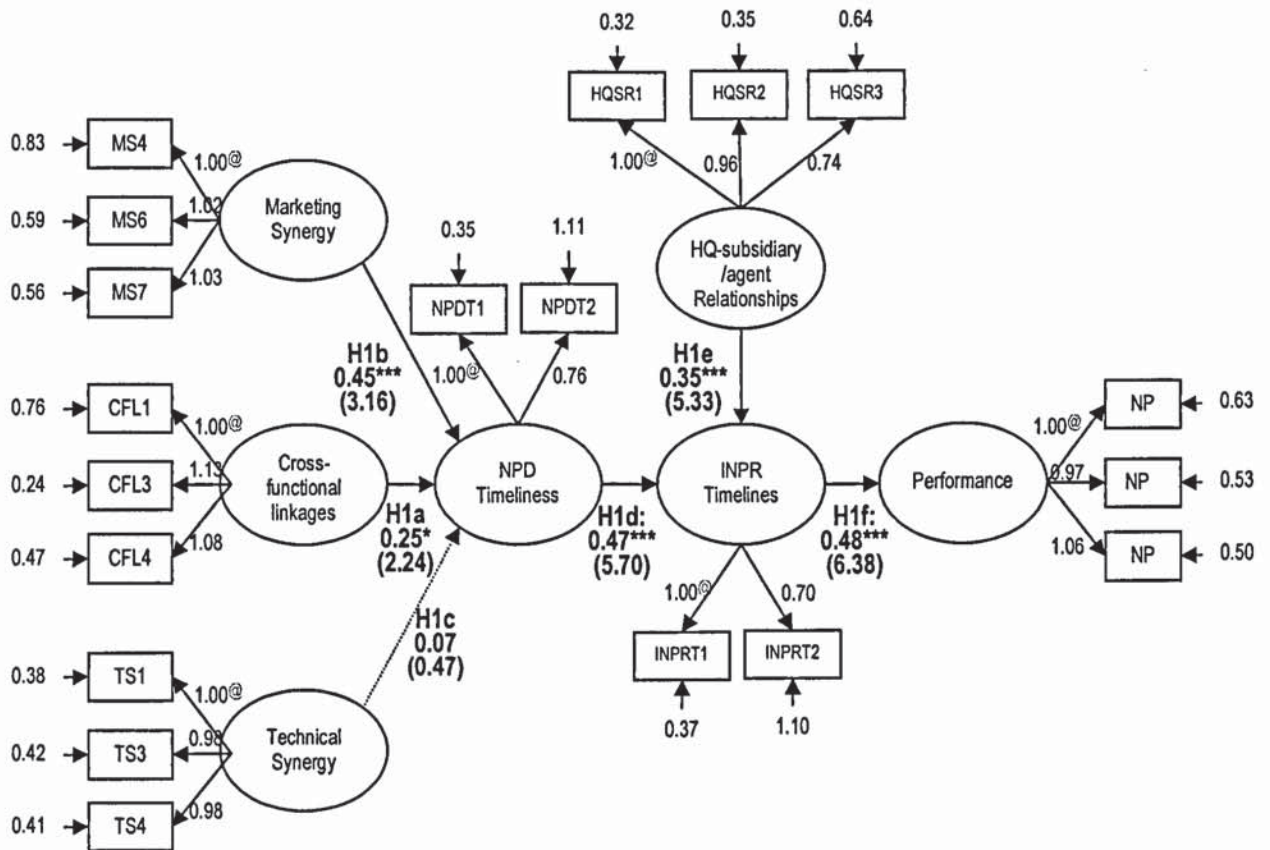 0.32
0.35
0.64
HQSR1
HQSR2
HQSR3
1.00@
0.96
0.74
HQ-subsidiary
/agent
Relationships
0.83
MS4
1.00@
0.59
MS6
1.02
0.56
MS7
1.03
Marketing
Synergy
0.35
1.11
NPDT1
NPDT2
1.00@
0.76
H1b
0.45***
(3.16)
H1e
0.35***
(5.33)
0.76
CFL1
1.00@
0.24
CFL3
1.13
0.47
CFL4
1.08
Cross-
functional
linkages
H1a
0.25*
(2.24)
NPD
Timeliness
H1d:
0.47***
(5.70)
INPR
Timelines
H1f:
0.48***
(6.38)
Performance
1.00@
NP
0.63
0.97
NP
0.53
1.06
NP
0.50
1.00@
0.70
INPRT1
INPRT2
0.37
1.10
H1c
0.07
(0.47)
0.38
TS1
1.00@
0.42
TS3
0.98
0.41
TS4
0.98
Technical
Synergy